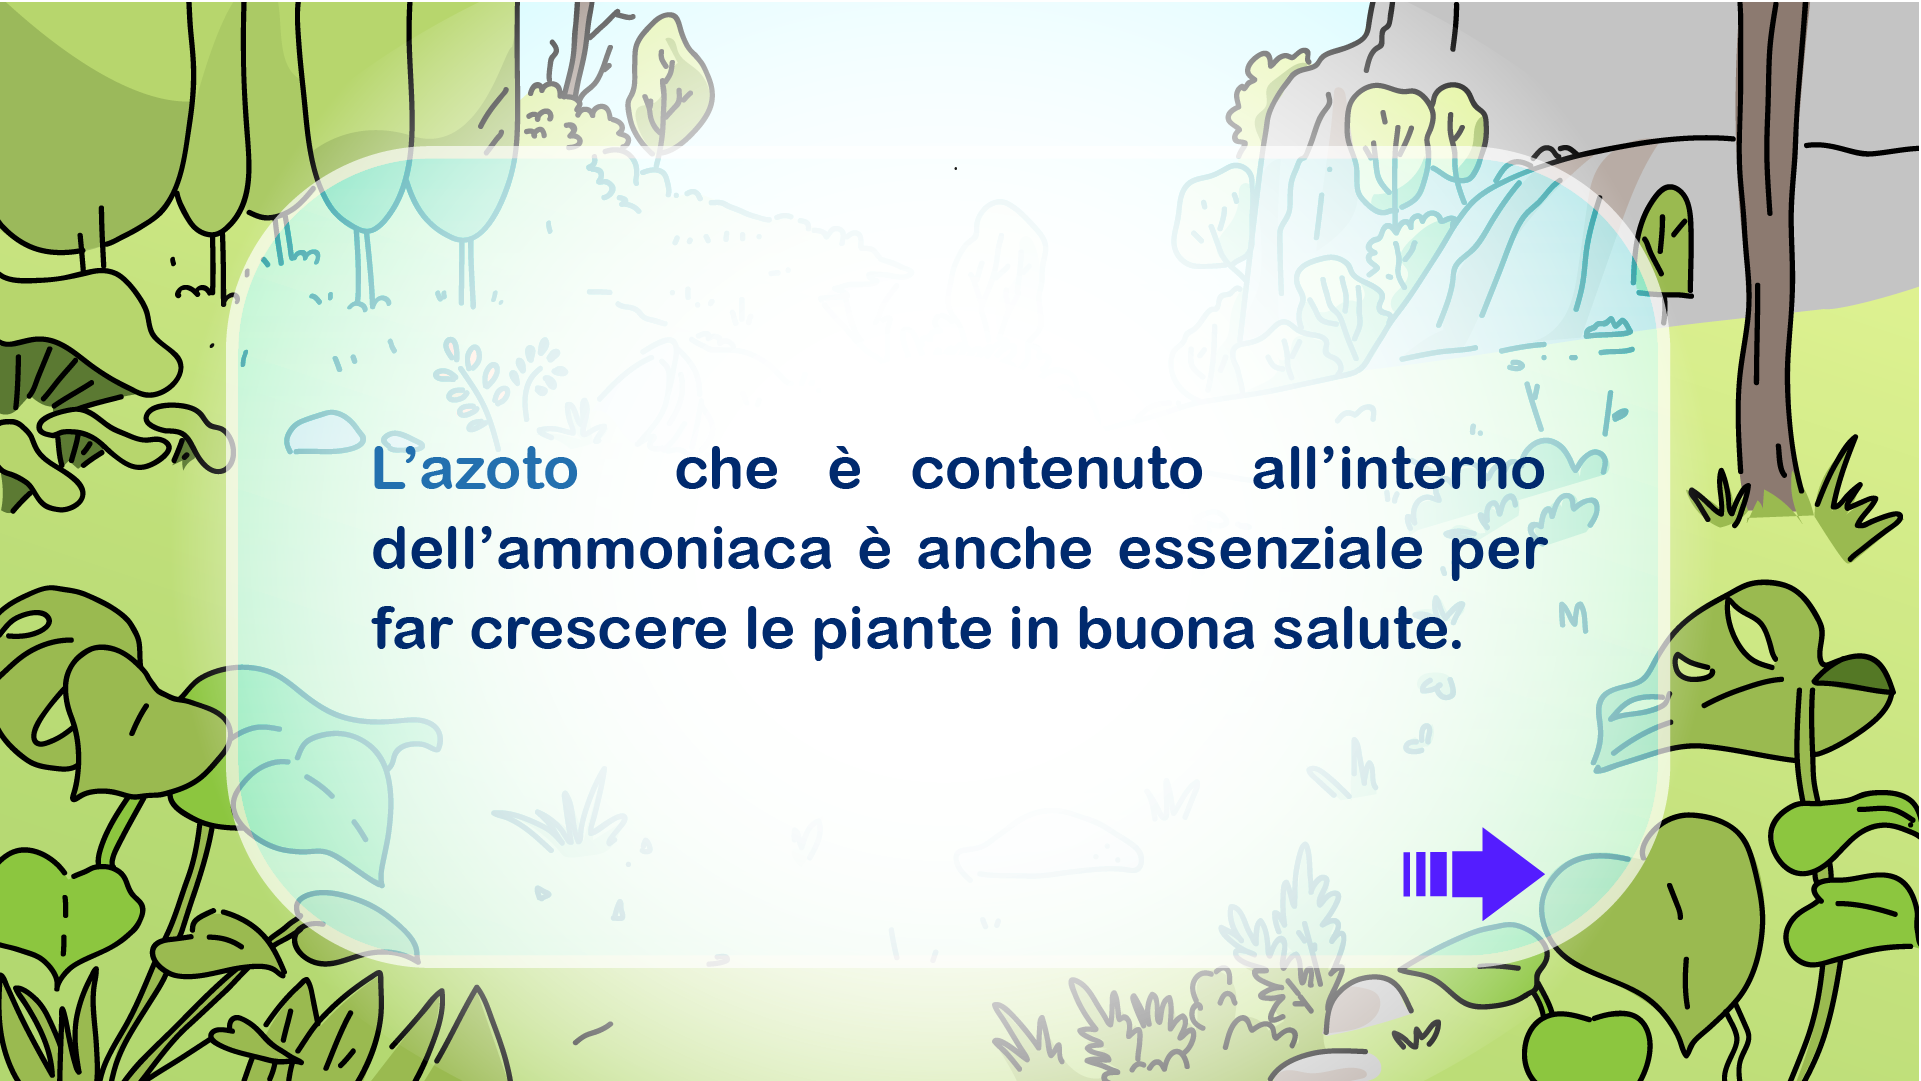 L’azoto che è contenuto all’interno
dell’ammoniaca è anche essenziale per
far crescere le piante in buona salute.